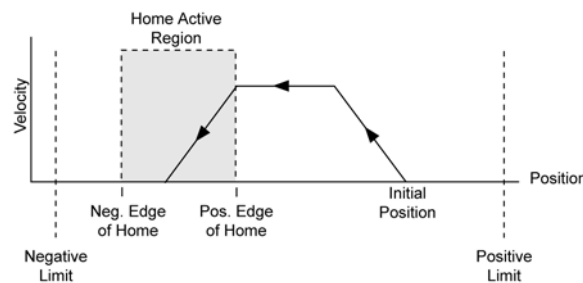 Home Active
Region
Velocity
Position
Neg. Edge
of Home
Pos. Edge
of Home
Initial
Position
Negative
Limit
Positive
Limit